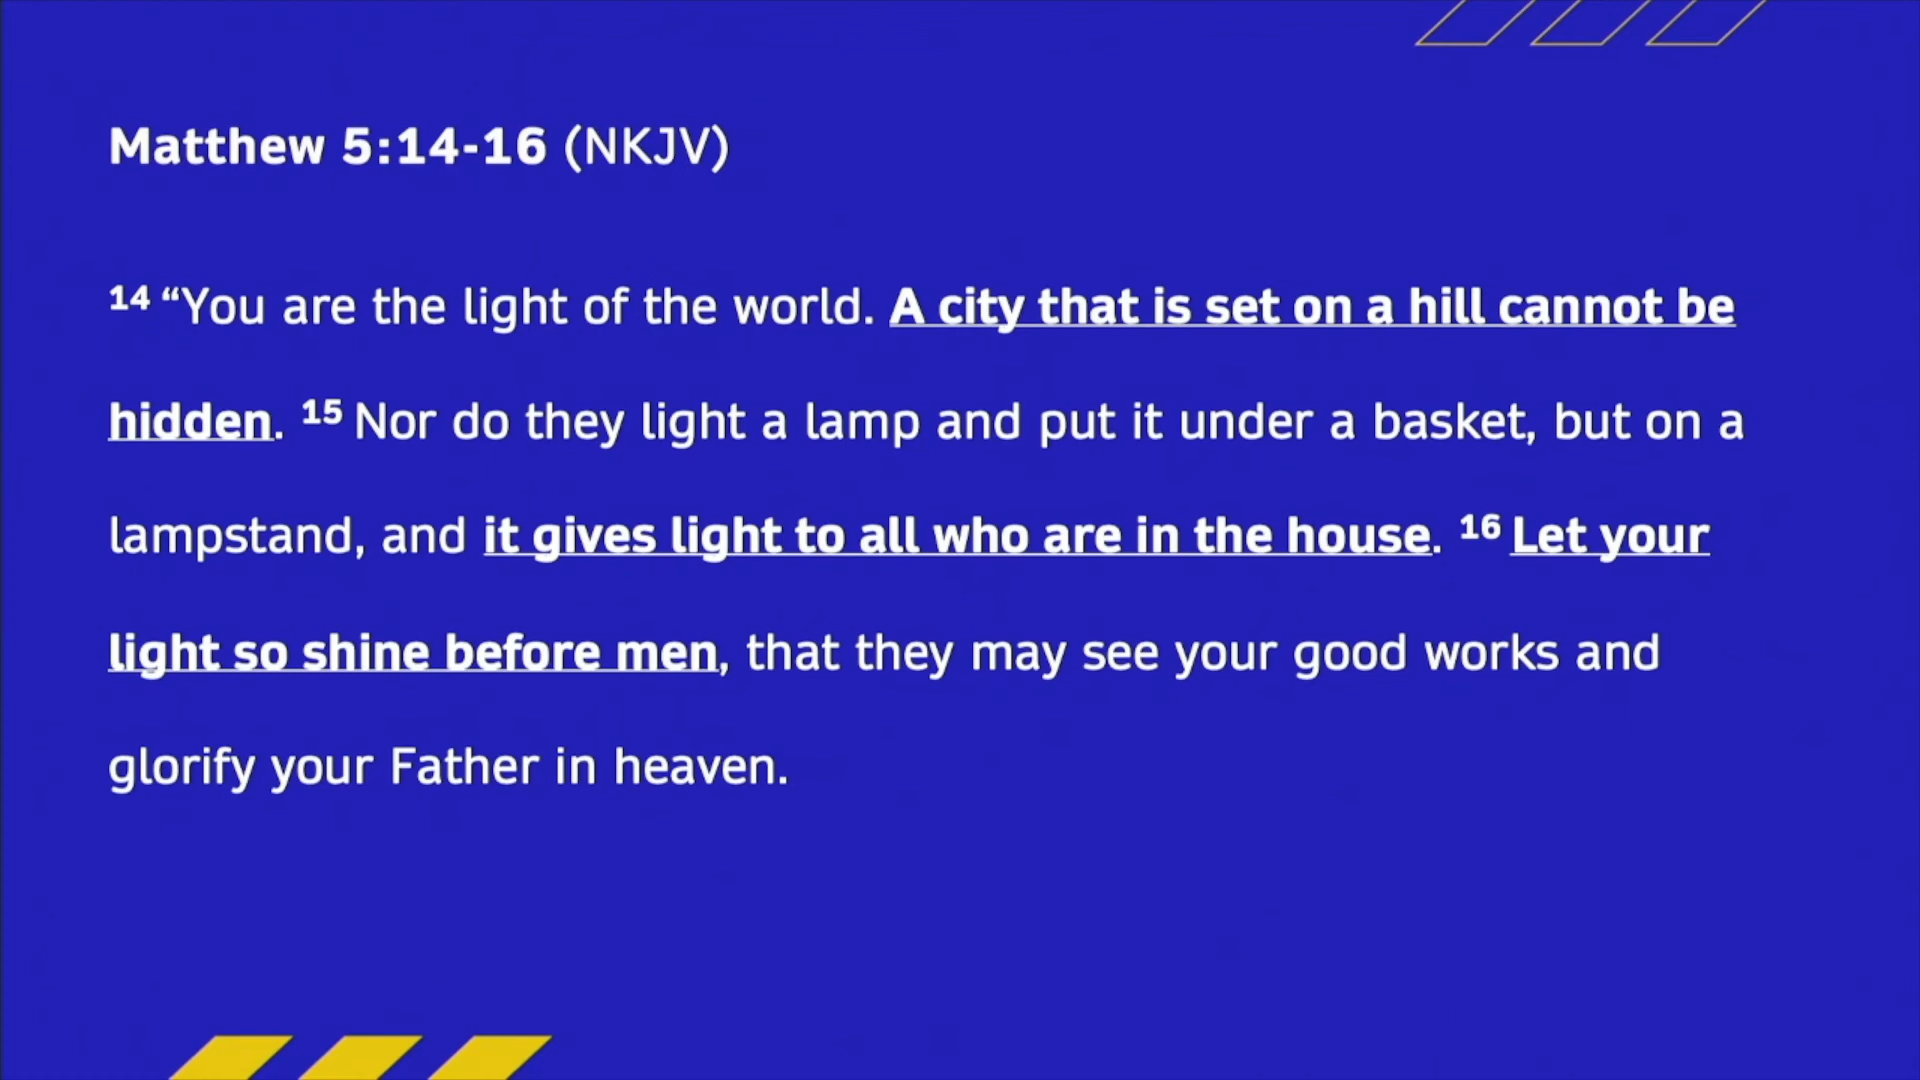 Matthew 5:14-16 (NKJV)
14 “You are the light of the world. A city that is set on a hill cannot be
hidden. 15 Nor do they light a lamp and put it under a basket, but on a
lampstand, and it gives light to all who are in the house. 16 Let your
light so shine before men, that they may see your good works and
glorify your Father in heaven.